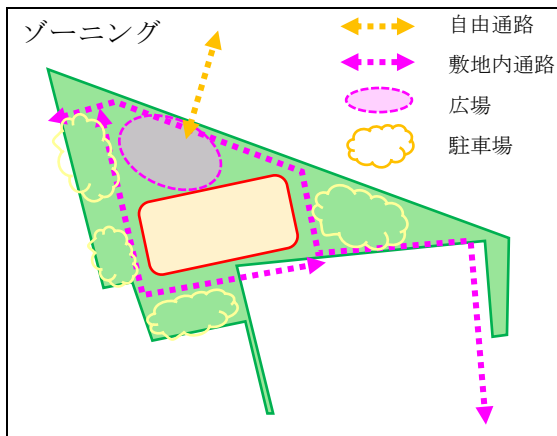 ゾーニング
自由通路
敷地内通路
広場
駐車場